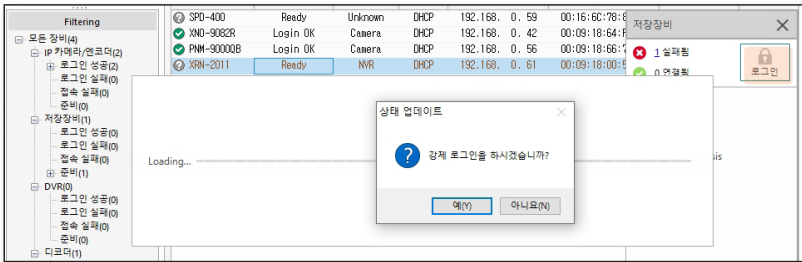 Filtering
모든 장비(4)
IP 카메라/엔코더(2)
로그인 성공(2)
로그인 실패(0)
접속 실패(0)
준비(0)
저장장비(1)
로그인 성공(0)
로그인 실패(0)
접속 실패(0)
준비(1)
DVR(0)
로그인 성공(0)
로그인 실패(0)
접속 실패(0)
준비(0)
디코더(1)
SPD-400 Ready Unknown DHCP 192.168. 0. 59 00:16:6C:78:
XNO-9082R Login OK Camera DHCP 192.168. 0. 42 00:09:18:64:
PNM-9000QB Login OK Camera DHCP 192.168. 0. 56 00:09:18:66:
XRN-2011 Ready NVR DHCP 192.168. 0. 61 00:09:18:00:
저장장비
1 실패됨
0 연결됨
로그인
Loading...
상태 업데이트
강제 로그인을 하시겠습니까?
예(Y) 아니요(N)
sis